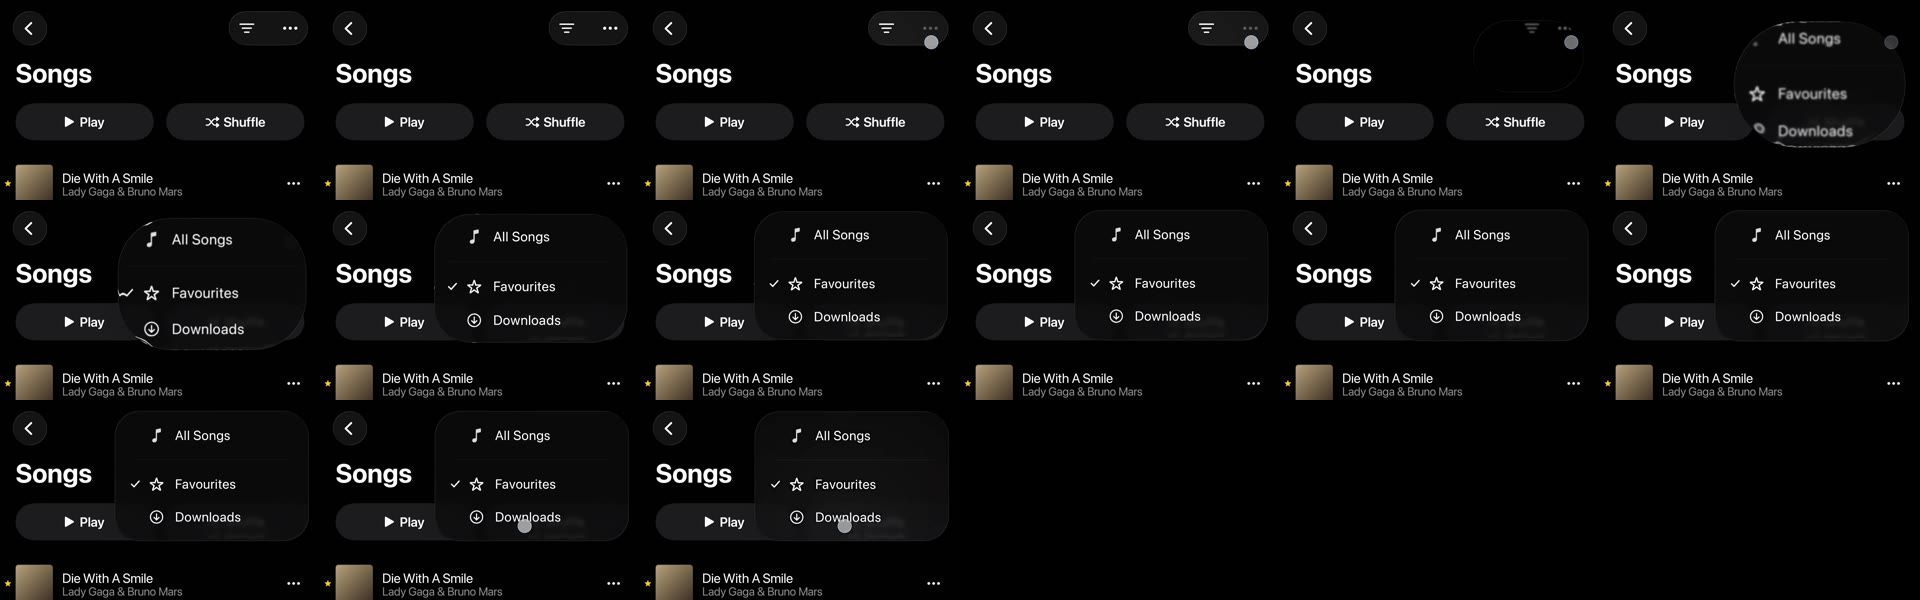 Songs
Play Shuffle
Die With A Smile
Lady Gaga & Bruno Mars
Songs
Play Shuffle
Die With A Smile
Lady Gaga & Bruno Mars
Songs
Play Shuffle
Die With A Smile
Lady Gaga & Bruno Mars
Songs
Play Shuffle
Die With A Smile
Lady Gaga & Bruno Mars
Songs
Play Shuffle
Die With A Smile
Lady Gaga & Bruno Mars
All Songs
Songs
Favourites
Play
Downloads
Die With A Smile
Lady Gaga & Bruno Mars
All Songs
Songs
Favourites
Play
Downloads
Die With A Smile
Lady Gaga & Bruno Mars
All Songs
Songs
Favourites
Play
Downloads
Die With A Smile
Lady Gaga & Bruno Mars
All Songs
Songs
Favourites
Play
Downloads
Die With A Smile
Lady Gaga & Bruno Mars
All Songs
Songs
Favourites
Play
Downloads
Die With A Smile
Lady Gaga & Bruno Mars
All Songs
Songs
Favourites
Play
Downloads
Die With A Smile
Lady Gaga & Bruno Mars
All Songs
Songs
Favourites
Play
Downloads
Die With A Smile
Lady Gaga & Bruno Mars
All Songs
Songs
Favourites
Play
Downloads
Die With A Smile
Lady Gaga & Bruno Mars
All Songs
Songs
Favourites
Play
Downloads
Die With A Smile
Lady Gaga & Bruno Mars
All Songs
Songs
Favourites
Play
Downloads
Die With A Smile
Lady Gaga & Bruno Mars